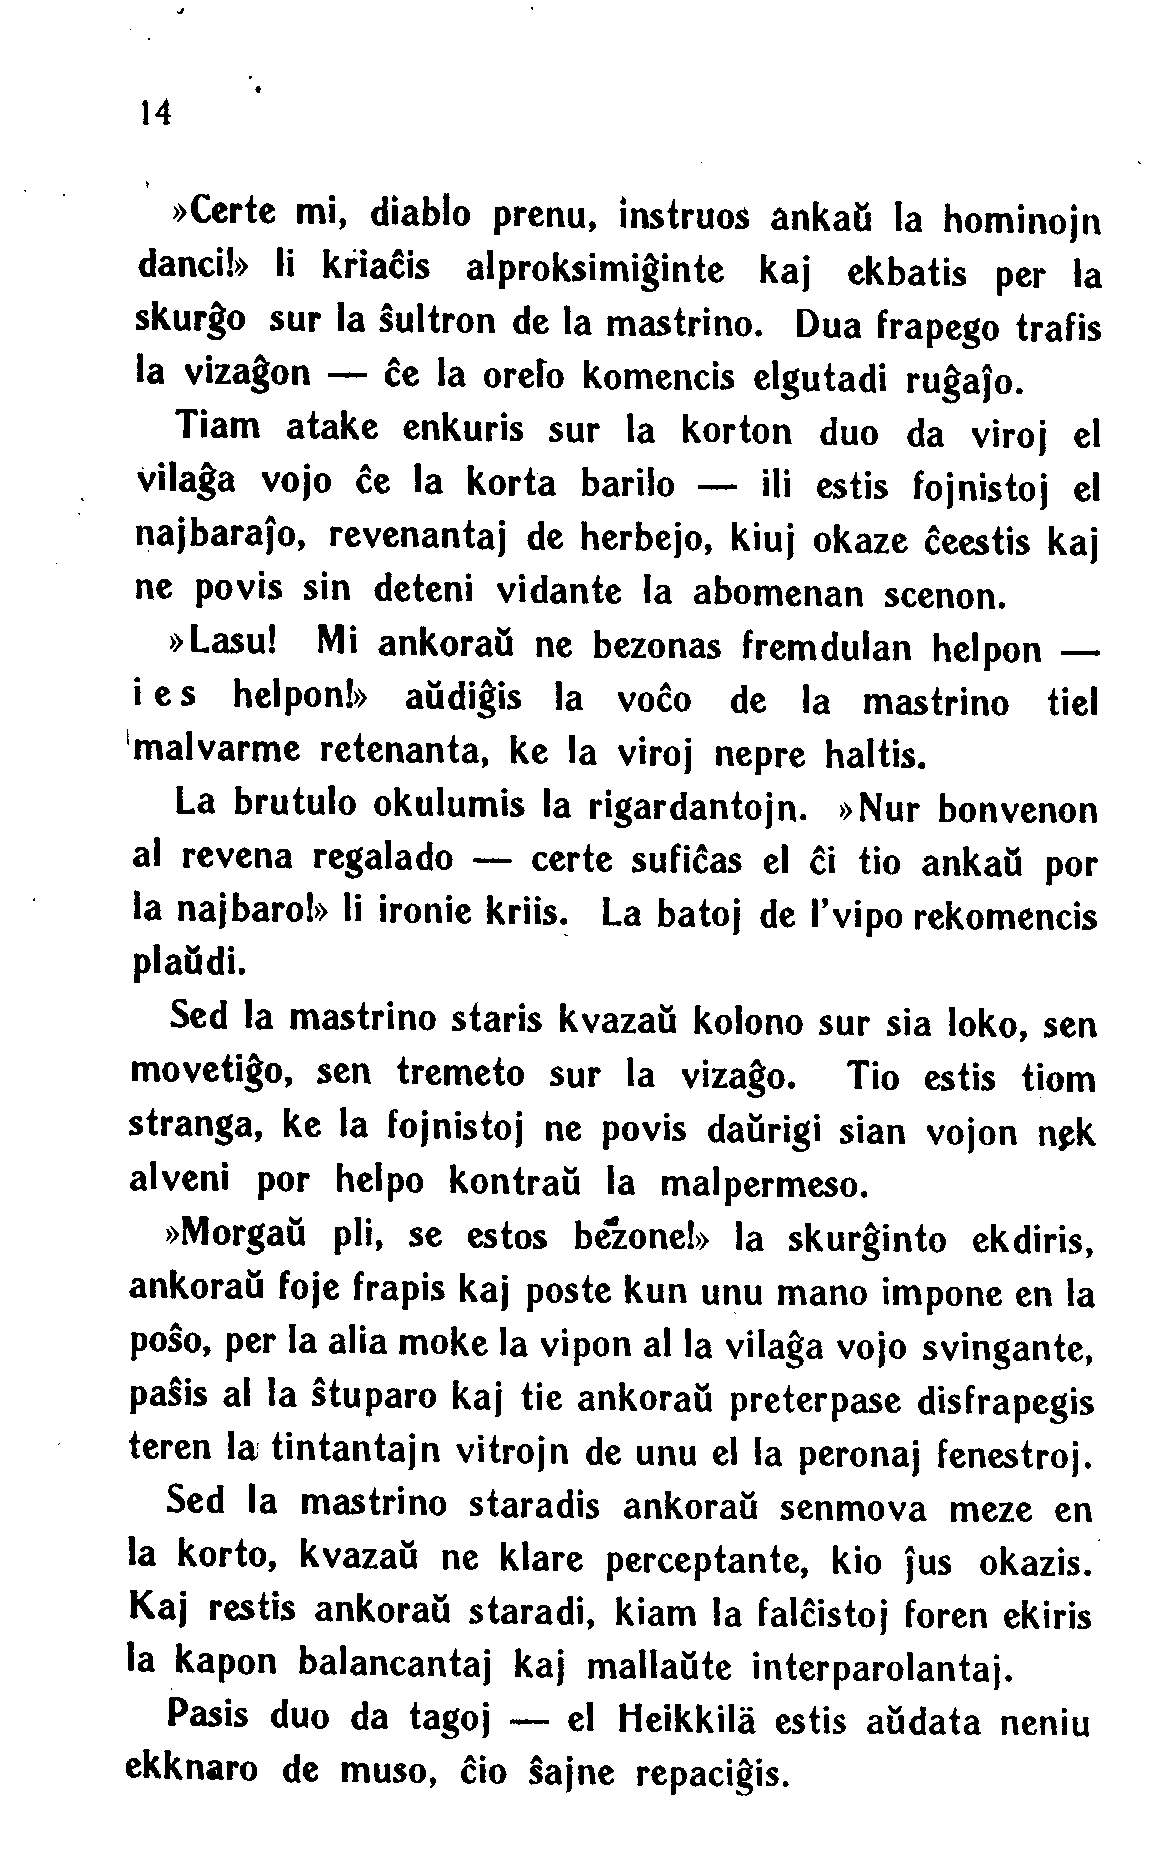 14
»Certe mi, diablo prenu, instruos ankaŭ la hominojn
danci!» li kriaĉis alproksimiĝinte kaj ekbatis per la
skurĝo sur la ŝultron de la mastrino. Dua frapego trafis
la vizaĝon — ĉe la orelo komencis elgutadi ruĝaĵo.
Tiam atake enkuris sur la korton duo da viroj el
vilaĝa vojo ĉe la korta barilo — ili estis fojnistoj el
najbaraĵo, revenantaj de herbejo, kiuj okaze ĉeestis kaj
ne povis sin deteni vidante la abomenan scenon.
»Lasu! Mi ankoraŭ ne bezonas fremdulan helpon —
i e s helpon!» aŭdiĝis la voĉo de la mastrino tiel
malvarme retenanta, ke la viroj nepre haltis.
La brutulo okulumis la rigardantojn. »Nur bonvenon
al revena regalado — certe sufiĉas el ĉi tio ankaŭ por
la najbaro!» li ironie kriis. La batoj de l'vipo rekomencis
plaŭdi.
Sed la mastrino staris kvazaŭ kolono sur sia loko, sen
movetiĝo, sen tremeto sur la vizaĝo. Tio estis tiom
stranga, ke la fojnistoj ne povis daŭrigi sian vojon nek
alveni por helpo kontraŭ la malpermeso.
»Morgaŭ pli, se estos bezone!» la skurĝinto ekdiris,
ankoraŭ foje frapis kaj poste kun unu mano impone en la
poŝo, per la alia moke la vipon al la vilaĝa vojo svingante,
paŝis al la ŝtuparo kaj tie ankoraŭ preterpase disfrapegis
teren la tintantajn vitrojn de unu el la peronaj fenestroj.
Sed la mastrino staradis ankoraŭ senmova meze en
la korto, kvazaŭ ne klare perceptante, kio ĵus okazis.
Kaj restis ankoraŭ staradi, kiam la falĉistoj foren ekiris
la kapon balancantaj kaj mallaŭte interparolantaj.
Pasis duo da tagoj — el Heikkilä estis aŭdata neniu
ekknaro de muso, ĉio ŝajne repaciĝis.